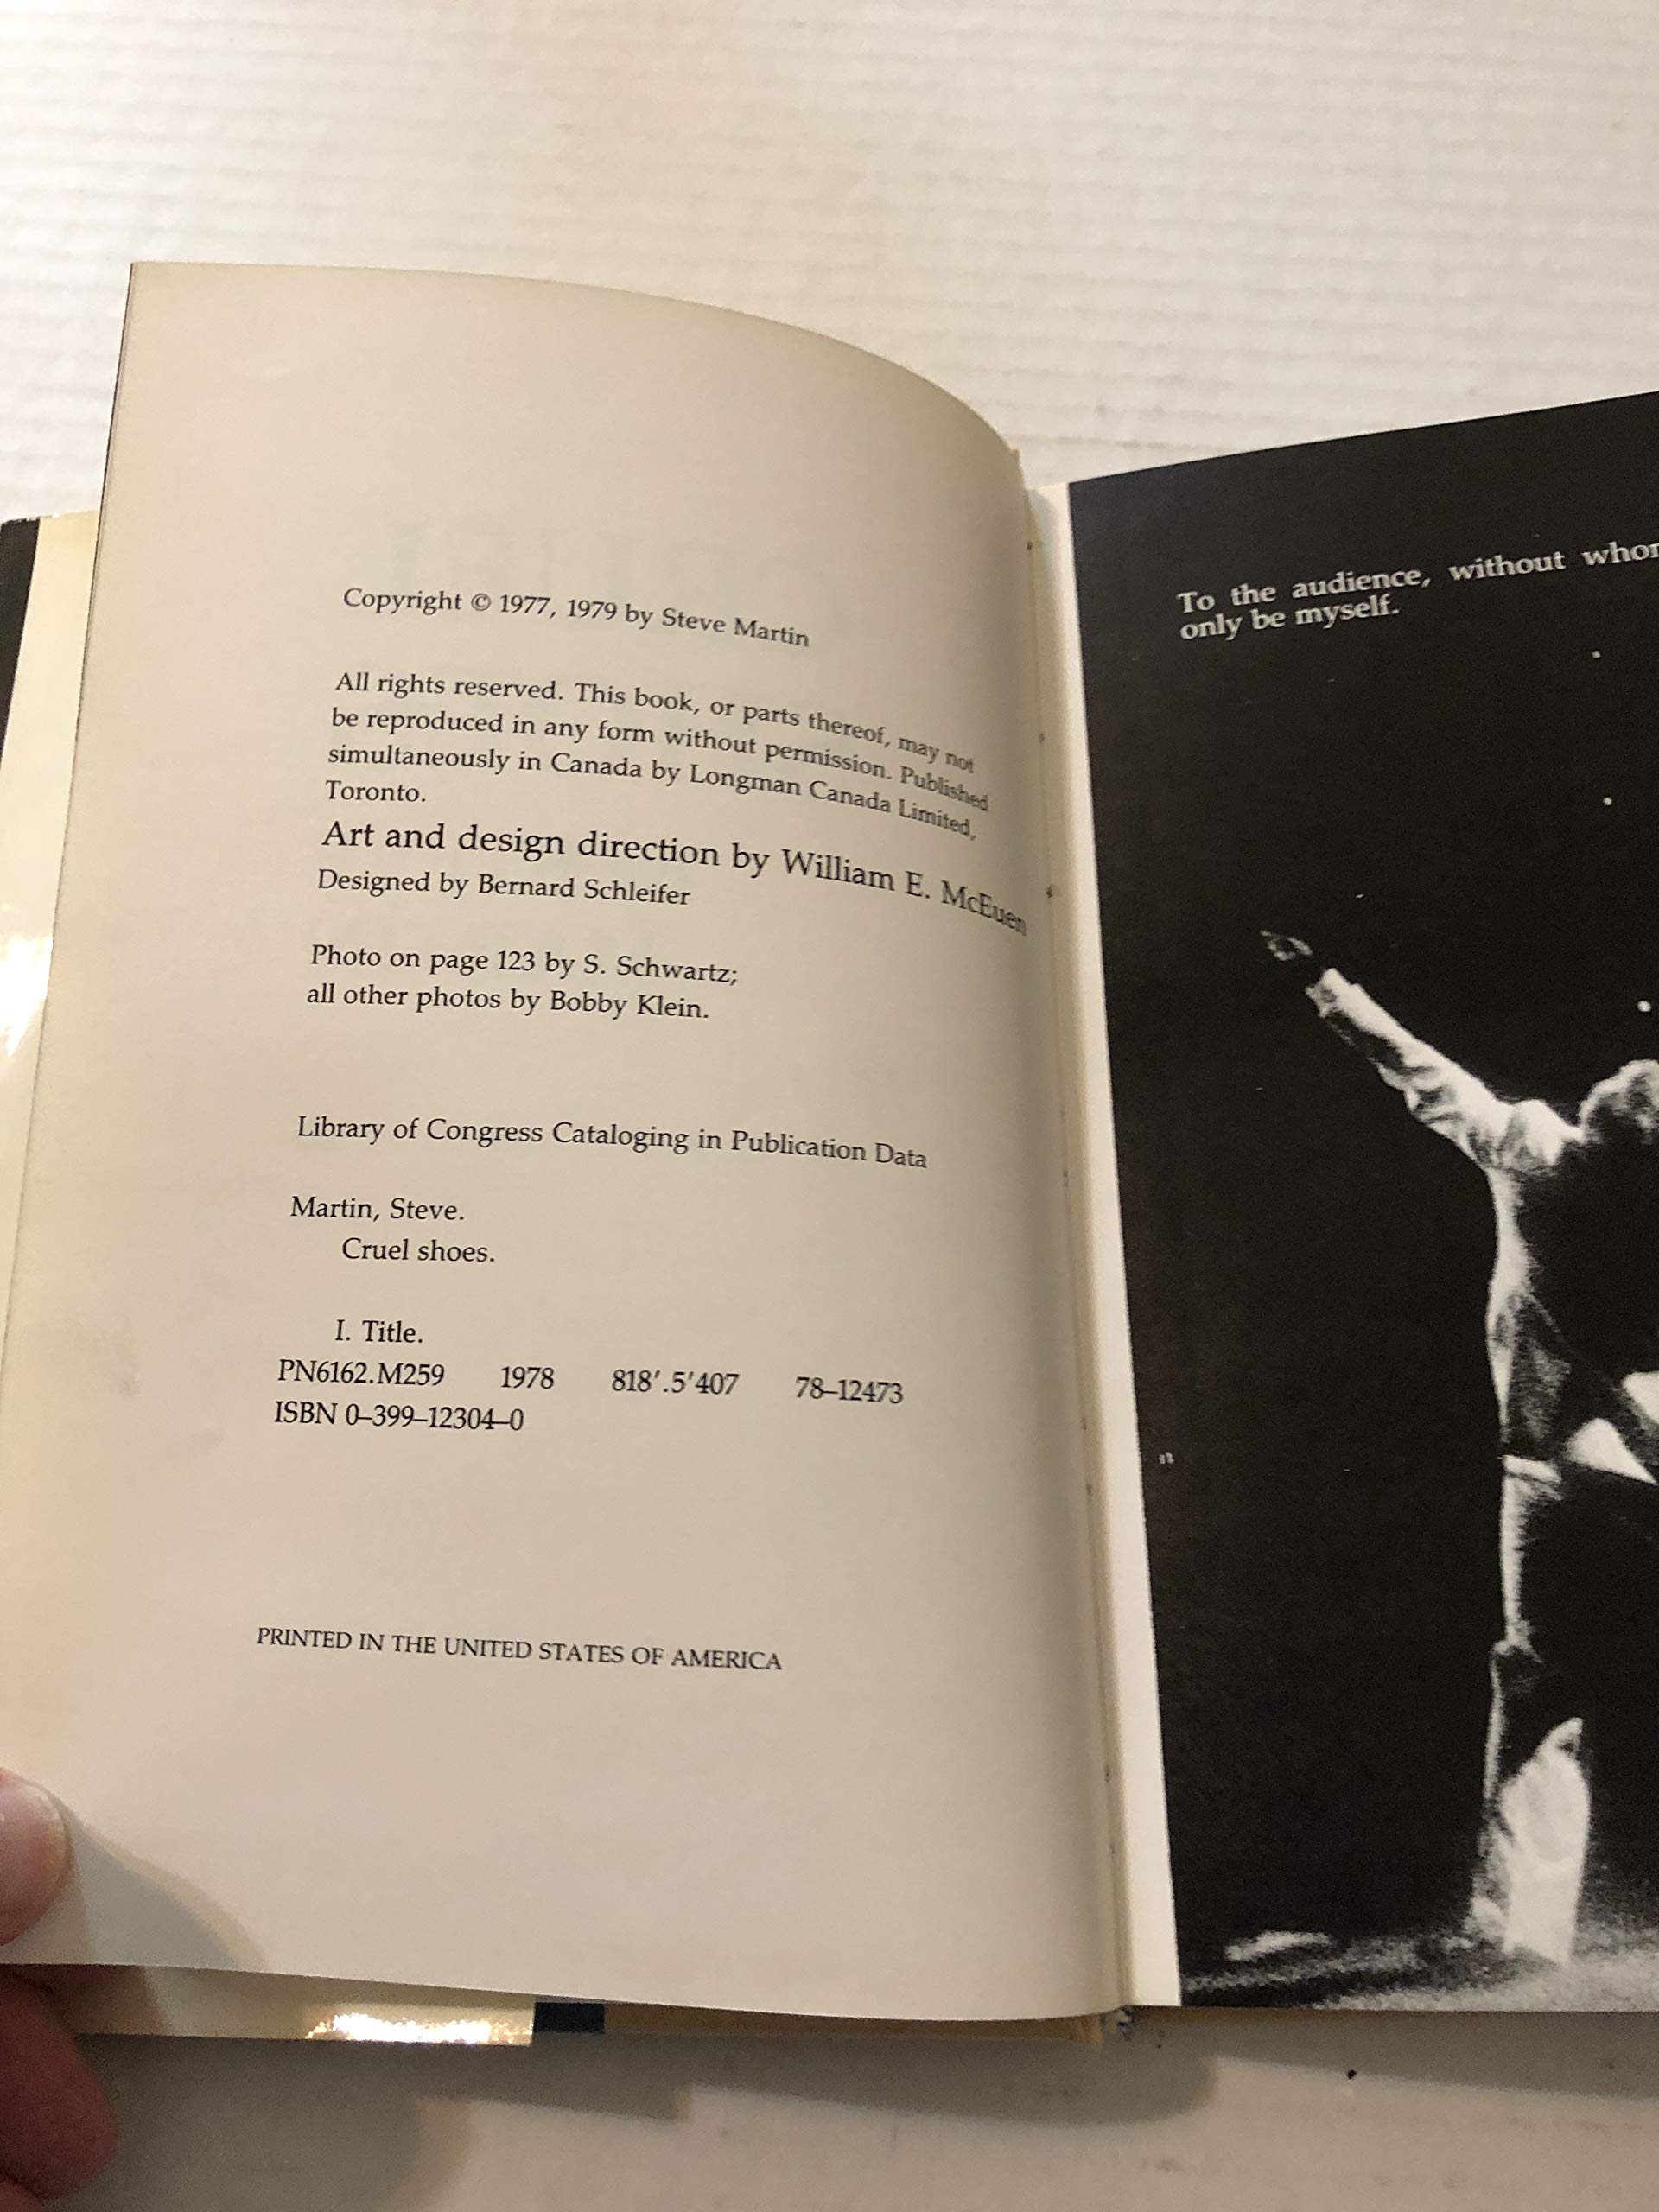 Copyright © 1977, 1979 by Steve Martin
All rights reserved. This book, or parts thereof, may not
be reproduced in any form without permission. Published
simultaneously in Canada by Longman Canada Limited,
Toronto.
Art and design direction by William E. McEuen
Designed by Bernard Schleifer
Photo on page 123 by S. Schwartz;
all other photos by Bobby Klein.
Library of Congress Cataloging in Publication Data
Martin, Steve.
Cruel shoes.
I. Title.
PN6162.M259 1978 818'.5'407 78–12473
ISBN 0–399–12304–0
PRINTED IN THE UNITED STATES OF AMERICA
To the audience, without
only be myself.